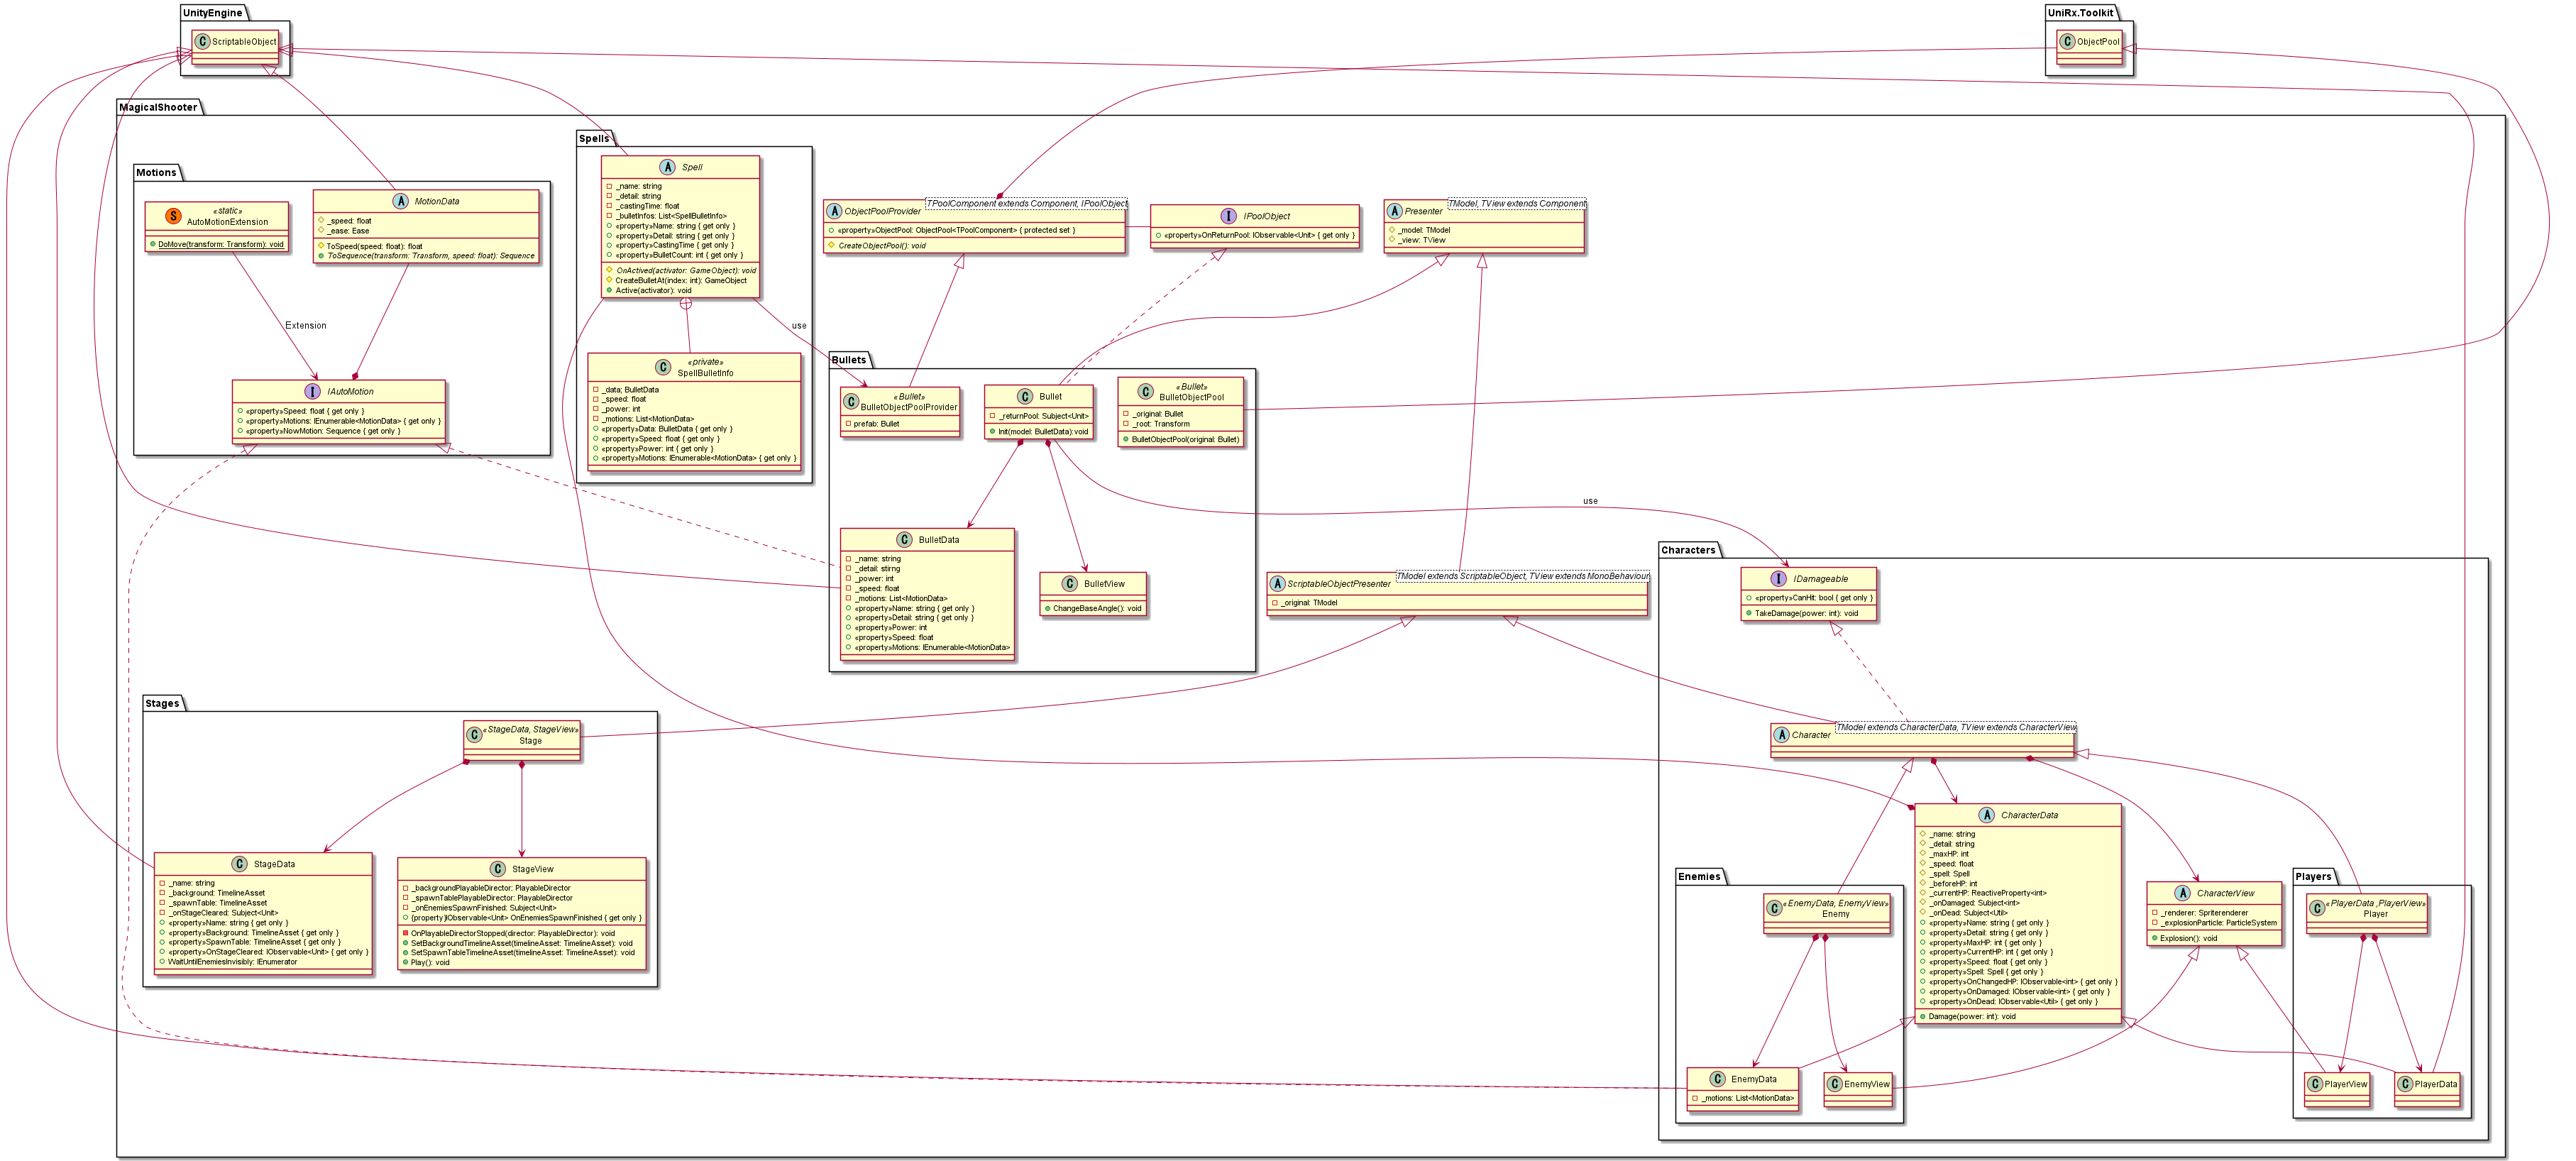 UnityEngine
ScriptableObject
UniRx.Toolkit
ObjectPool
MagicalShooter
Motions
«static»
AutoMotionExtension
DoMove(transform: Transform): void
MotionData
_speed: float
_ease: Ease
ToSpeed(speed: float): float
ToSequence(transform: Transform, speed: float): Sequence
Extension
IAutoMotion
«property»Speed: float { get only }
«property»Motions: IEnumerable<MotionData> { get only }
«property»NowMotion: Sequence { get only }
Spells
Spell
_name: string
_detail: string
_castingTime: float
_bulletInfos: List<SpellBulletInfo>
«property»Name: string { get only }
«property»Detail: string { get only }
«property»CastingTime { get only }
«property»BulletCount: int { get only }
OnActived(activator: GameObject): void
CreateBulletAt(index: int): GameObject
Active(activator): void
use
«private»
SpellBulletInfo
_data; BulletData
_speed: float
_power: int
_motions: List<MotionData>
«property»Data: BulletData { get only }
«property»Speed: float { get only }
«property»Power: int { get only }
«property»Motions: IEnumerable<MotionData> { get only }
ObjectPoolProvider
TPoolComponent extends Component, IPoolObject
«property»ObjectPool: ObjectPool<TPoolComponent> { protected set }
CreateObjectPool(): void
IPoolObject
«property»OnReturnPool: IObservable<Unit> { get only }
Presenter
TModel, TView extends Component
_model: TModel
_view: TView
Bullets
«Bullet»
BulletObjectPoolProvider
prefab: Bullet
Bullet
_returnPool: Subject<Unit>
Init(model: BulletData):void
«Bullet»
BulletObjectPool
_original: Bullet
_root: Transform
BulletObjectPool(original: Bullet)
BulletData
_name: string
_detail: stirng
_power: int
_speed: float
_motions: List<MotionData>
«property»Name: string { get only }
«property»Detail: string { get only }
«property»Power: int
«property»Speed: float
«property»Motions: IEnumerable<MotionData>
BulletView
ChangeBaseAngle(): void
use
ScriptableObjectPresenter
TModel extends ScriptableObject, TView extends MonoBehaviour
_original: TModel
Characters
IDamageable
«property»CanHit: bool { get only }
TakeDamage(power: int): void
Character
TModel extends CharacterData, TView extends CharacterView
CharacterData
_name: string
_detail: string
_maxHP: int
_speed: float
_spell: Spell
_beforeHP: int
_currentHP: ReactiveProperty<int>
_onDamaged: Subject<int>
_onDead: Subject<Util>
«property»Name: string { get only }
«property»Detail: string { get only }
«property»MaxHP: int { get only }
«property»CurrentHP: int { get only }
«property»Speed: float { get only }
«property»Spell: Spell { get only }
«property»OnChangedHP: IObservable<int> { get only }
«property»OnDamaged: IObservable<int> { get only }
«property»OnDead: IObservable<Util> { get only }
Damage(power: int): void
CharacterView
_renderer: Spriterenderer
_explosionParticle: ParticleSystem
Explosion(): void
Enemies
«EnemyData, EnemyView»
Enemy
EnemyData
_motions: List<MotionData>
EnemyView
Players
«PlayerData ,PlayerView»
Player
PlayerView
PlayerData
Stages
«StageData, StageView»
Stage
StageData
_name: string
_background: TimelineAsset
_spawnTable: TimelineAsset
_onStageCleared: Subject<Unit>
«property»Name: string { get only }
«property»Background: TimelineAsset { get only }
«property»SpawnTable: TimelineAsset { get only }
«property»OnStageCleared: IObservable<Unit> { get only }
WaitUntilEnemiesInvisibly: IEnumerator
StageView
_backgroundPlayableDirector: PlayableDirector
_spawnTablePlayableDirector: PlayableDirector
_onEnemiesSpawnFinished: Subject<Unit>
{property}IObservable<Unit> OnEnemiesSpawnFinished { get only }
OnPlayableDirectorStopped(director: PlayableDirector): void
SetBackgroundTimelineAsset(timelineAsset: TimelineAsset): void
SetSpawnTableTimelineAsset(timelineAsset: TimelineAsset): void
Play(): void